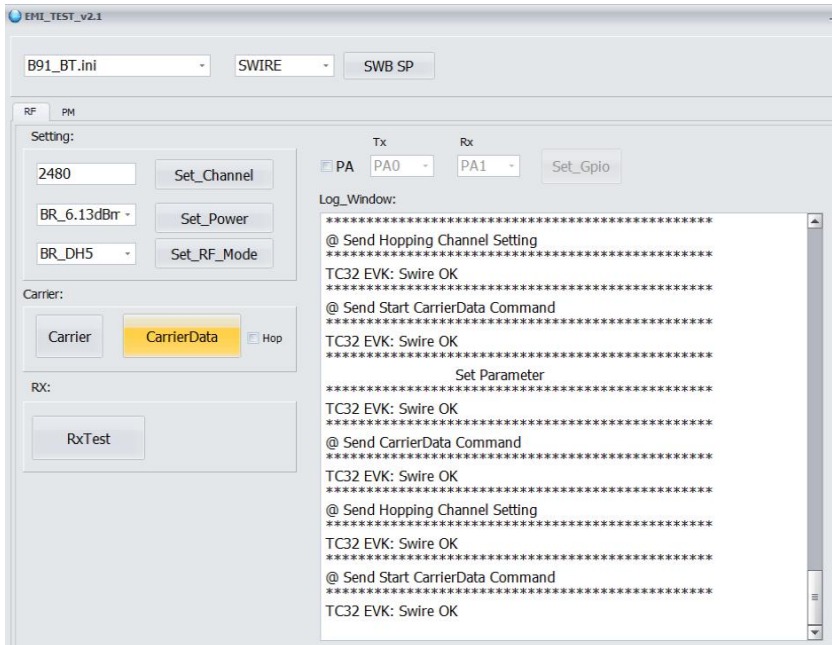 EMI_TEST_v2.1
B91_BT.ini SWIRE SWB SP
RF PM
Setting:
2480 Set_Channel
BR_6.13dBm Set_Power
BR_DH5 Set_RF_Mode
Carrier:
Carrier CarrierData Hop
RX:
RxTest
Tx Rx
PA PA0 PA1 Set_Gpio
Log_Window:
************************************************
@ Send Hopping Channel Setting
************************************************
TC32 EVK: Swire OK
************************************************
@ Send Start CarrierData Command
************************************************
TC32 EVK: Swire OK
************************************************
Set Parameter
************************************************
TC32 EVK: Swire OK
************************************************
@ Send CarrierData Command
************************************************
TC32 EVK: Swire OK
************************************************
@ Send Hopping Channel Setting
************************************************
TC32 EVK: Swire OK
************************************************
@ Send Start CarrierData Command
************************************************
TC32 EVK: Swire OK